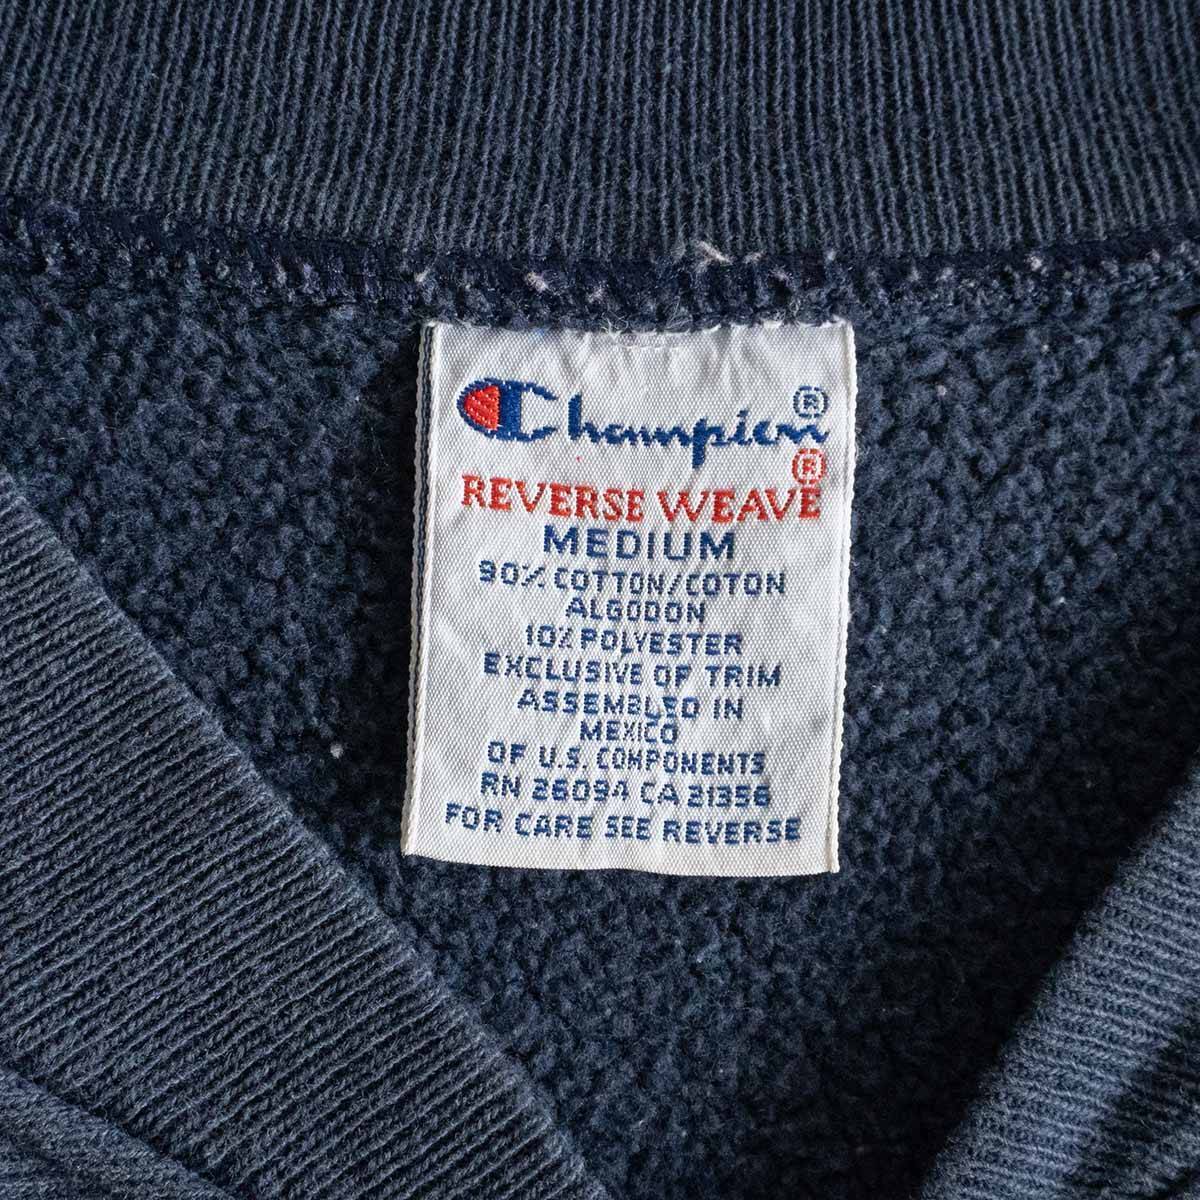 Champion®
REVERSE WEAVE®
MEDIUM
90% COTTON/COTON
ALGODON
10% POLYESTER
EXCLUSIVE OF TRIM
ASSEMBLED IN
MEXICO
OF U.S. COMPONENTS
RN 26094 CA 21356
FOR CARE SEE REVERSE